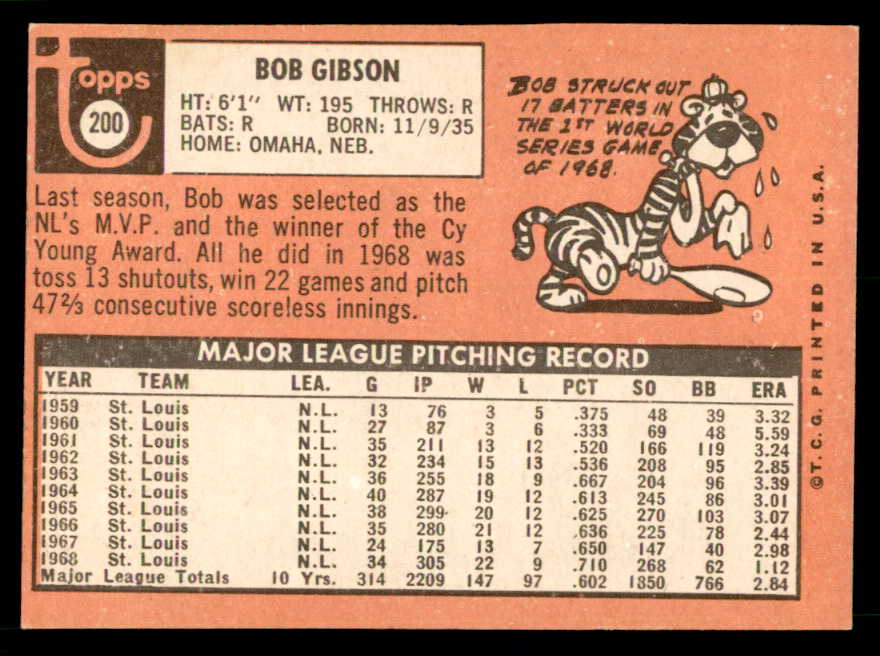 Topps
200
BOB GIBSON
HT: 6'1" WT: 195 THROWS: R
BATS: R BORN: 11/9/35
HOME: OMAHA, NEB.
BOB STRUCK OUT
17 BATTERS IN
THE 1ST WORLD
SERIES GAME
OF 1968.
Last season, Bob was selected as the
NL's M.V.P. and the winner of the Cy
Young Award. All he did in 1968 was
toss 13 shutouts, win 22 games and pitch
47⅔ consecutive scoreless innings.
MAJOR LEAGUE PITCHING RECORD
YEAR TEAM LEA. G IP W L PCT SO BB ERA
1959 St. Louis N.L. 13 76 3 5 .375 48 39 3.32
1960 St. Louis N.L. 27 87 3 6 .333 69 48 5.59
1961 St. Louis N.L. 35 211 13 12 .520 166 119 3.24
1962 St. Louis N.L. 32 234 15 13 .536 208 95 2.85
1963 St. Louis N.L. 36 255 18 9 .667 204 96 3.39
1964 St. Louis N.L. 40 287 19 12 .613 245 86 3.01
1965 St. Louis N.L. 38 299 20 12 .625 270 103 3.07
1966 St. Louis N.L. 35 280 21 12 .636 225 78 2.44
1967 St. Louis N.L. 24 175 13 7 .650 147 40 2.98
1968 St. Louis N.L. 34 305 22 9 .710 268 62 1.12
Major League Totals 10 Yrs. 314 2209 147 97 .602 1850 766 2.84
©T.C.G. PRINTED IN U.S.A.